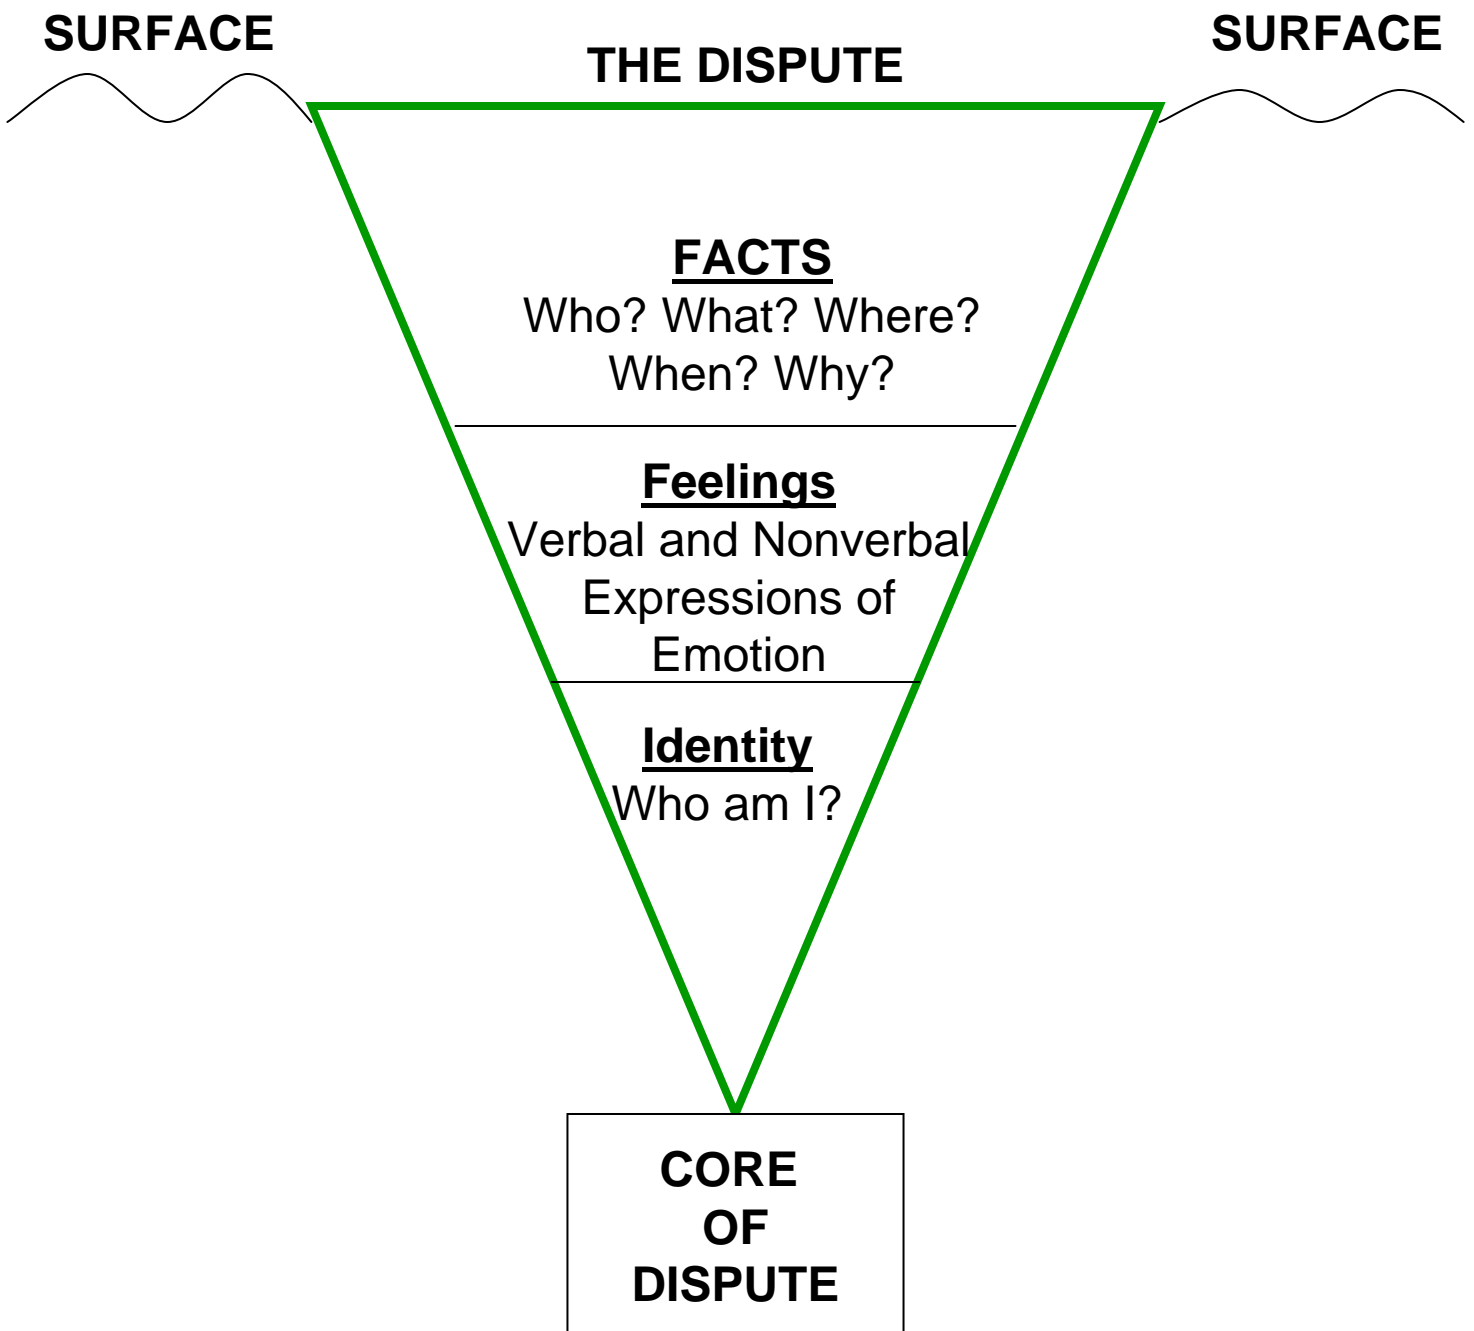 SURFACE
SURFACE
THE DISPUTE
FACTS
Who? What? Where?
When? Why?
Feelings
Verbal and Nonverbal
Expressions of
Emotion
Identity
Who am I?
CORE
OF
DISPUTE